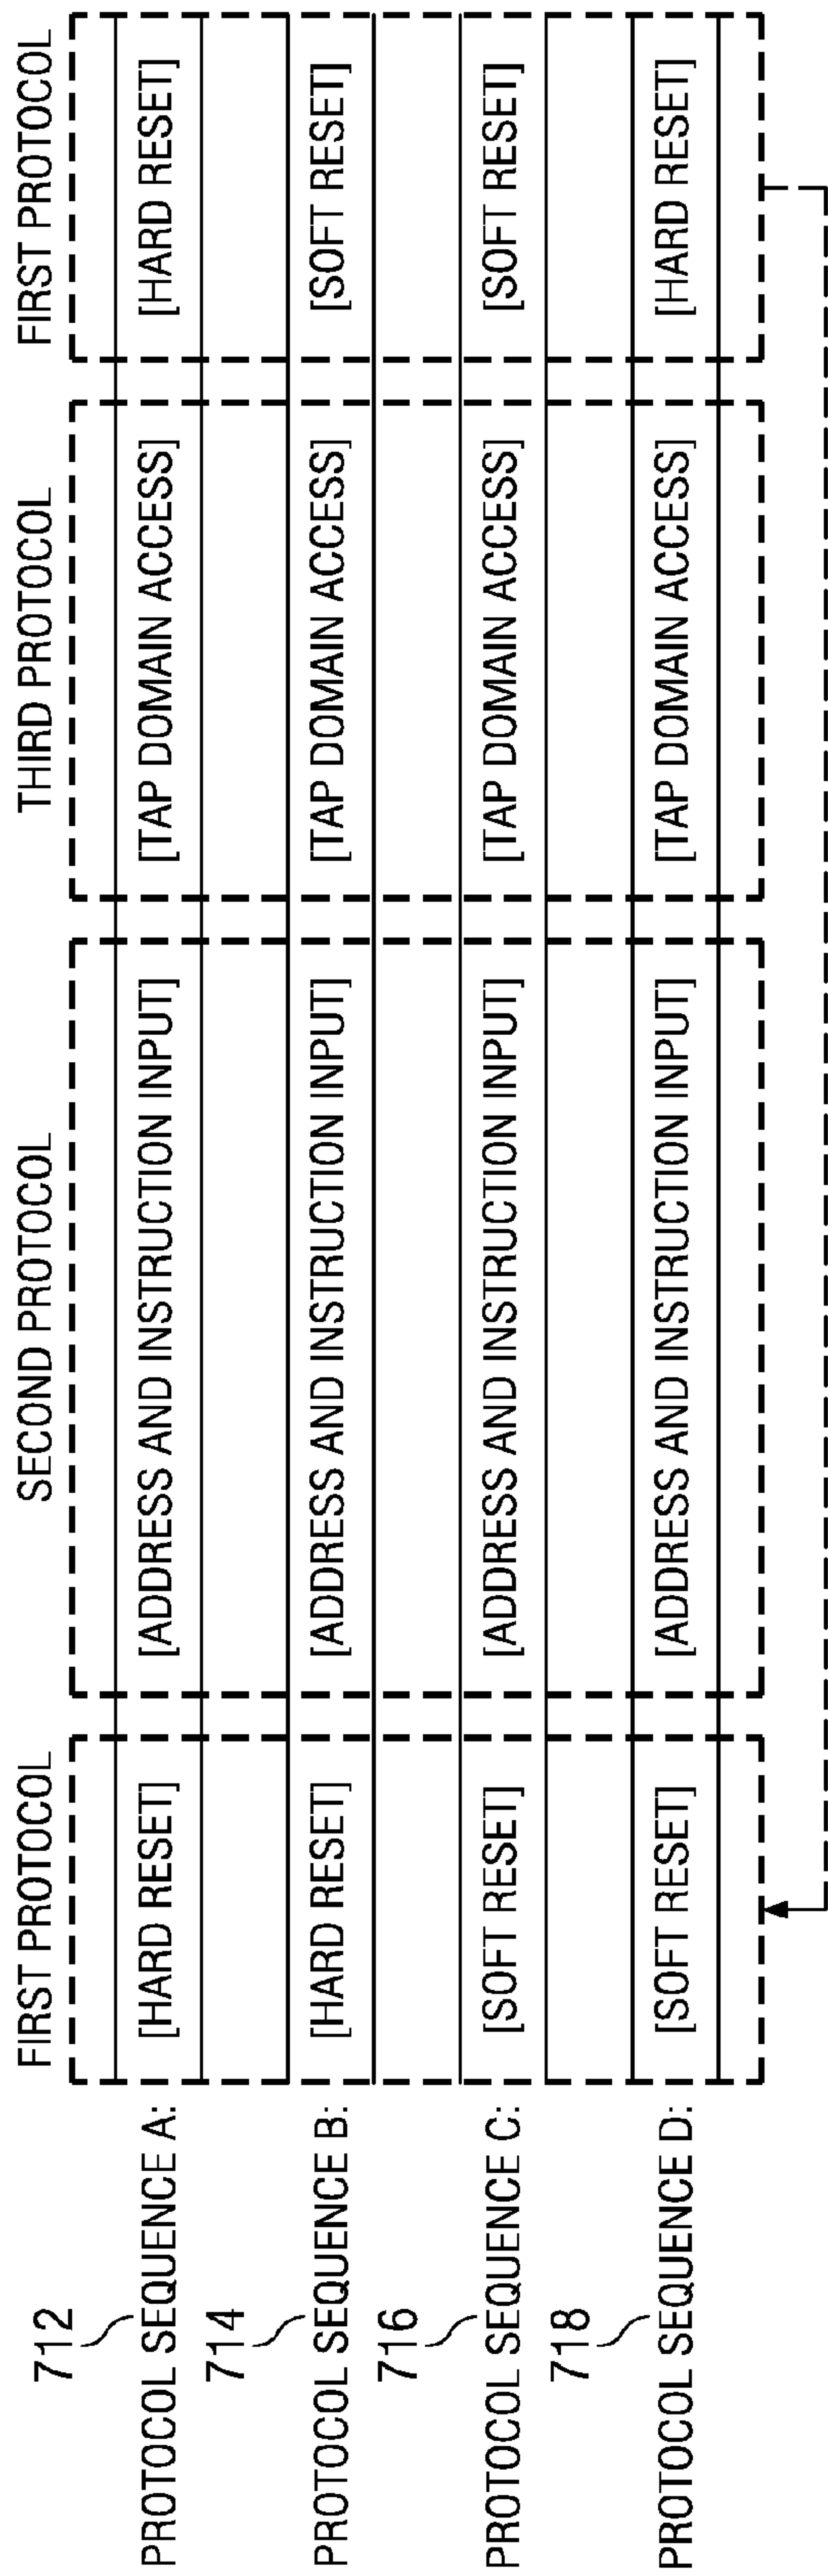 FIRST PROTOCOL SECOND PROTOCOL THIRD PROTOCOL FIRST PROTOCOL
712
PROTOCOL SEQUENCE A: [HARD RESET] [ADDRESS AND INSTRUCTION INPUT] [TAP DOMAIN ACCESS] [HARD RESET]
714
PROTOCOL SEQUENCE B: [HARD RESET] [ADDRESS AND INSTRUCTION INPUT] [TAP DOMAIN ACCESS] [SOFT RESET]
716
PROTOCOL SEQUENCE C: [SOFT RESET] [ADDRESS AND INSTRUCTION INPUT] [TAP DOMAIN ACCESS] [SOFT RESET]
718
PROTOCOL SEQUENCE D: [SOFT RESET] [ADDRESS AND INSTRUCTION INPUT] [TAP DOMAIN ACCESS] [HARD RESET]